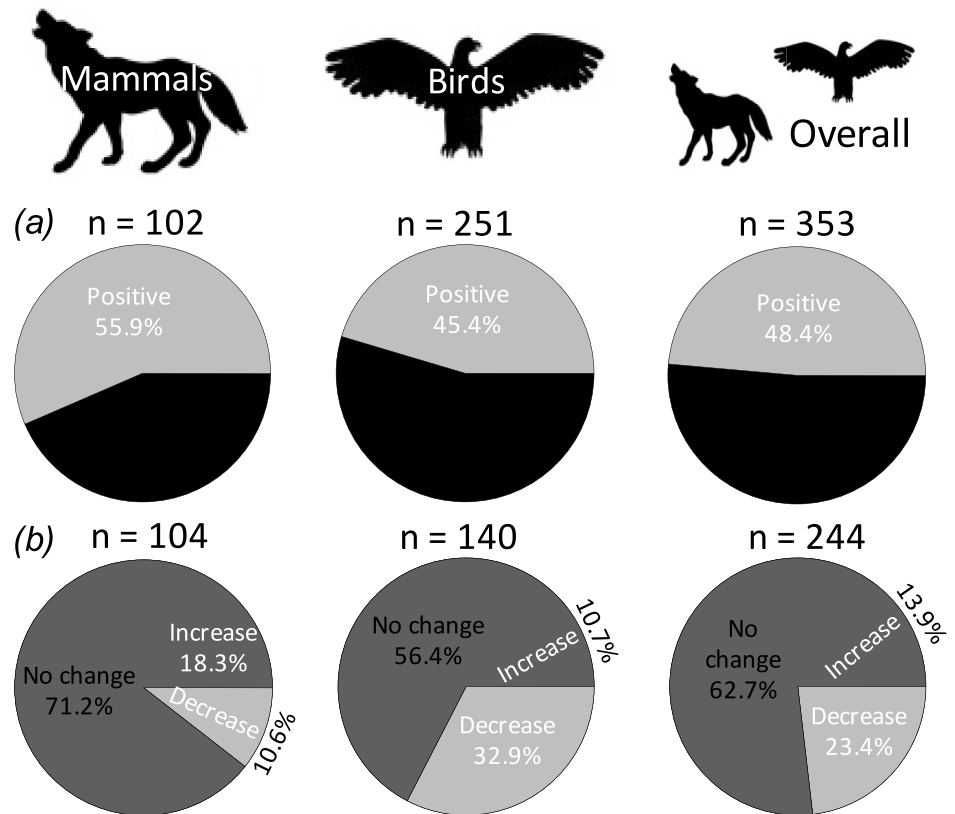 Mammals
Birds
Overall
(a)
n = 102
n = 251
n = 353
Positive
55.9%
Positive
45.4%
Positive
48.4%
(b)
n = 104
n = 140
n = 244
No change
71.2%
Increase
18.3%
Decrease
10.6%
No change
56.4%
Increase
10.7%
Decrease
32.9%
No
change
62.7%
Increase
13.9%
Decrease
23.4%